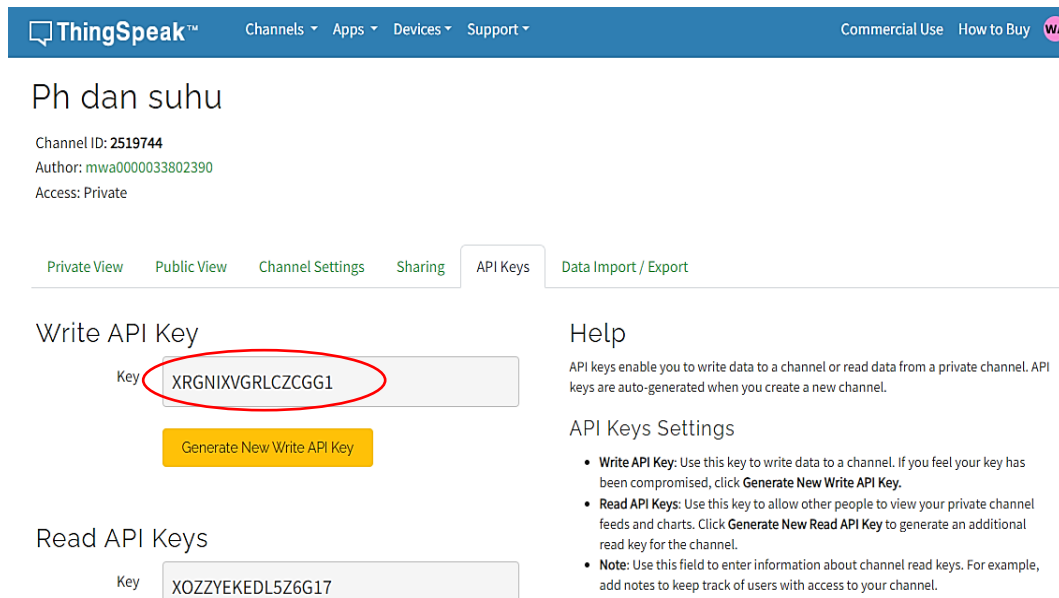 ThingSpeak™ Channels Apps Devices Support Commercial Use How to Buy
Ph dan suhu
Channel ID: 2519744
Author: mwa0000033802390
Access: Private
Private View Public View Channel Settings Sharing API Keys Data Import / Export
Write API Key
Key XRGNIXVGRLCZCGG1
Generate New Write API Key
Read API Keys
Key XOZZYEKEDL5Z6G17
Help
API keys enable you to write data to a channel or read data from a private channel. API
keys are auto-generated when you create a new channel.
API Keys Settings
• Write API Key: Use this key to write data to a channel. If you feel your key has
been compromised, click Generate New Write API Key.
• Read API Keys: Use this key to allow other people to view your private channel
feeds and charts. Click Generate New Read API Key to generate an additional
read key for the channel.
• Note: Use this field to enter information about channel read keys. For example,
add notes to keep track of users with access to your channel.